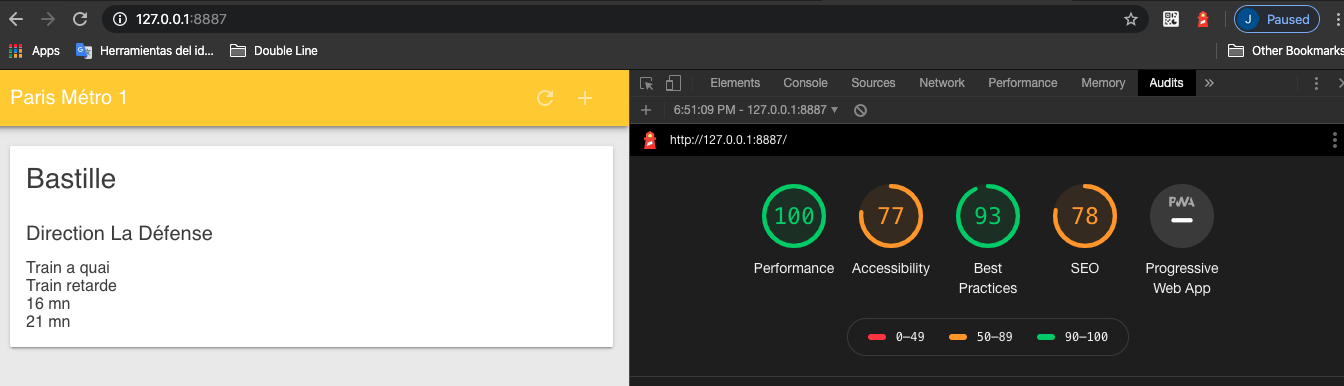 127.0.0.1:8887
J Paused
Apps
Herramientas del id...
Double Line
Other Bookmarks
Paris Métro 1
Bastille
Direction La Défense
Train a quai
Train retarde
16 mn
21 mn
Elements Console Sources Network Performance Memory Audits »
6:51:09 PM - 127.0.0.1:8887
http://127.0.0.1:8887/
100 77 93 78 PWA
Performance Accessibility Best Practices SEO Progressive Web App
0–49 50–89 90–100